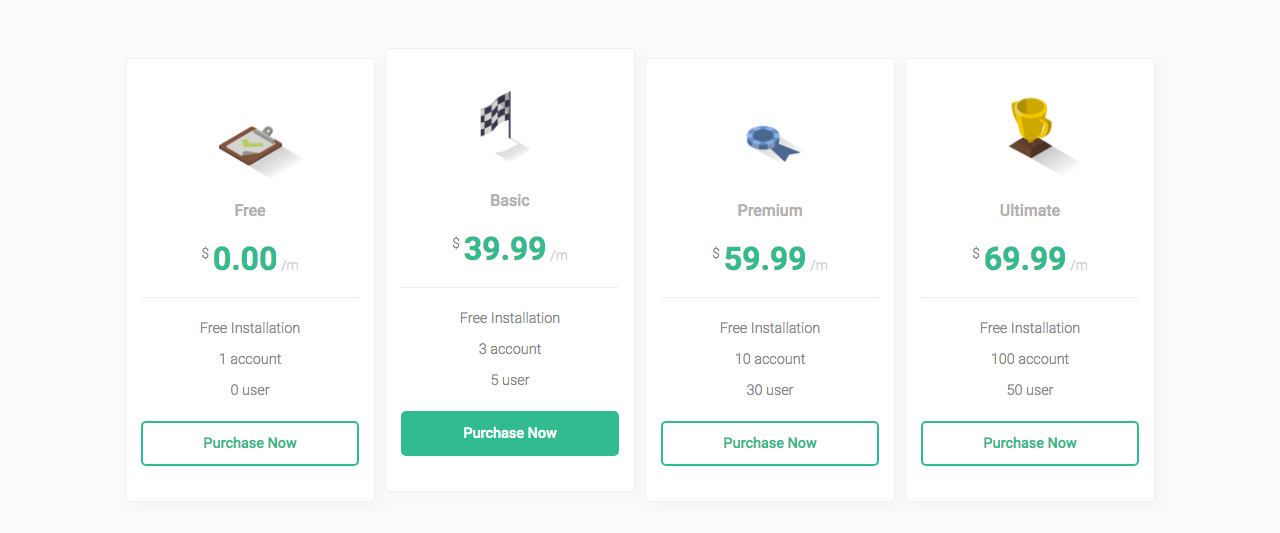 Free
$ 0.00 /m
Free Installation
1 account
0 user
Purchase Now
Basic
$ 39.99 /m
Free Installation
3 account
5 user
Purchase Now
Premium
$ 59.99 /m
Free Installation
10 account
30 user
Purchase Now
Ultimate
$ 69.99 /m
Free Installation
100 account
50 user
Purchase Now